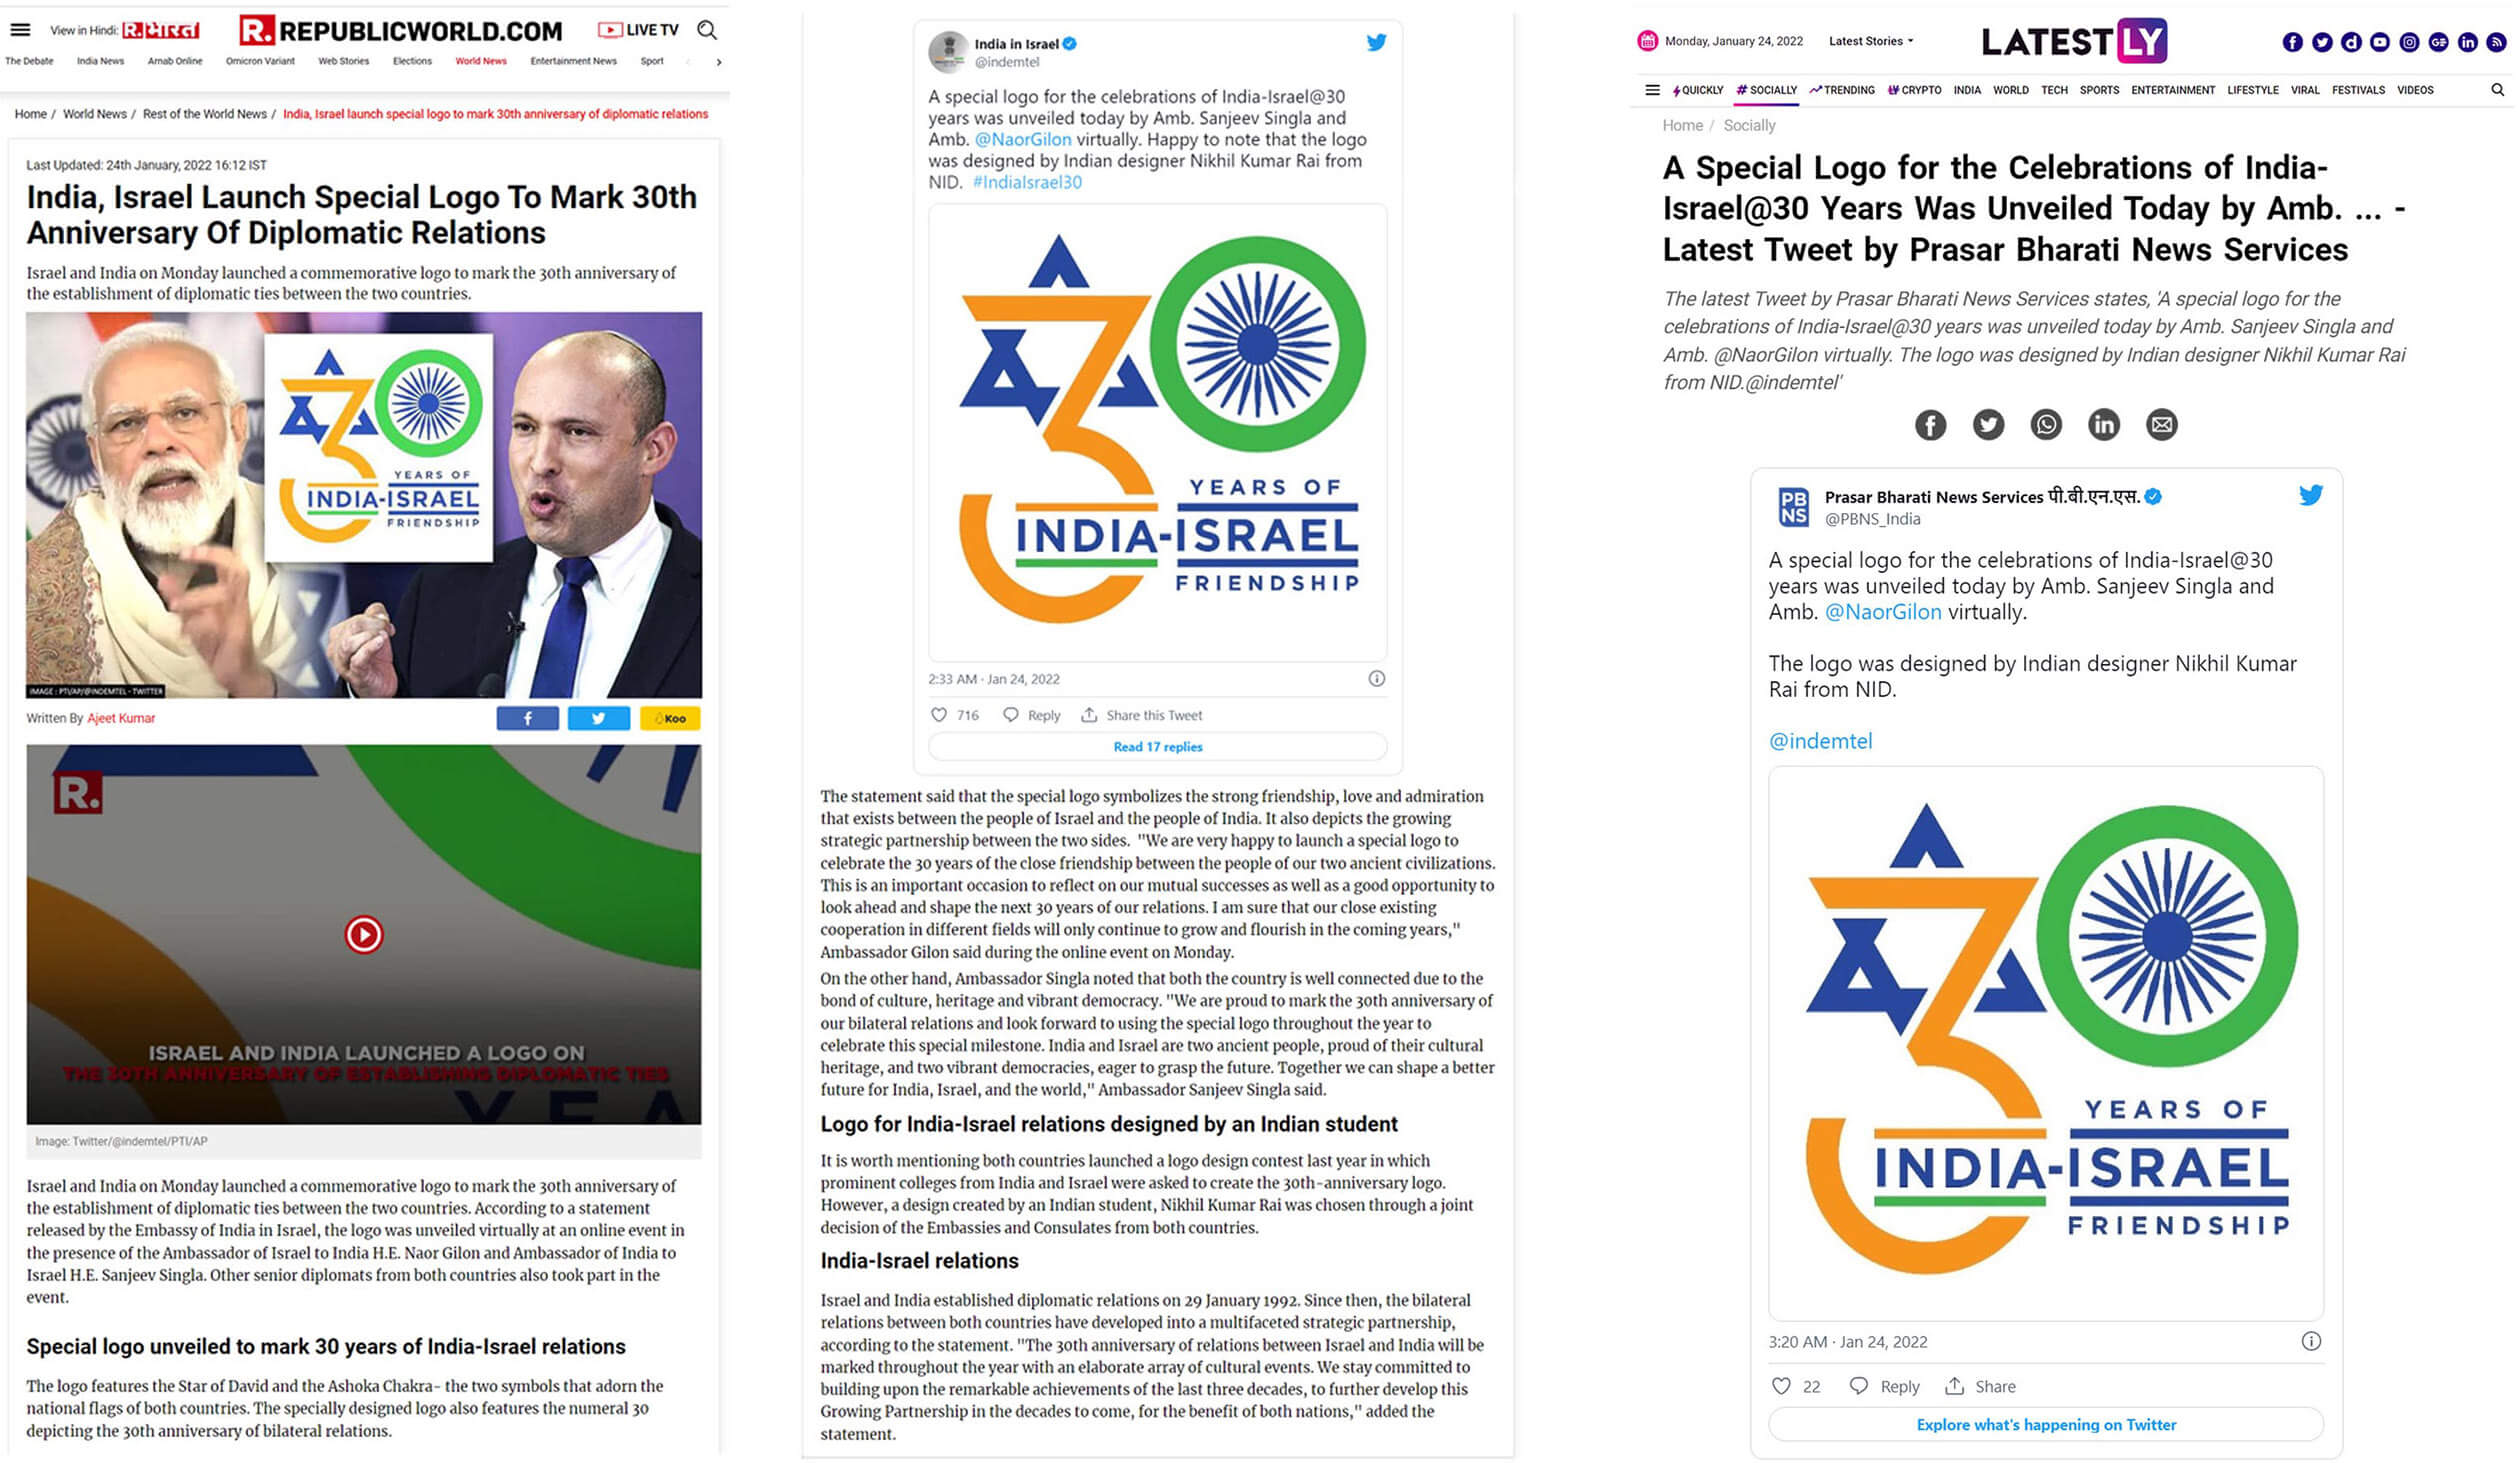 View in Hindi: R.भारत
R. REPUBLICWORLD.COM
LIVE TV
The Debate India News Arnab Online Omicron Variant Web Stories Elections World News Entertainment News Sport
Home / World News / Rest of the World News / India, Israel launch special logo to mark 30th anniversary of diplomatic relations
Last Updated: 24th January, 2022 16:12 IST
India, Israel Launch Special Logo To Mark 30th
Anniversary Of Diplomatic Relations
Israel and India on Monday launched a commemorative logo to mark the 30th anniversary of
the establishment of diplomatic ties between the two countries.
30
YEARS OF
INDIA-ISRAEL
FRIENDSHIP
IMAGE : PTI/AP/@INDEMTEL - TWITTER
Written By Ajeet Kumar
f
Koo
R.
ISRAEL AND INDIA LAUNCHED A LOGO ON
THE 30TH ANNIVERSARY OF ESTABLISHING DIPLOMATIC TIES
YEA
Image: Twitter/@indemtel/PTI/AP
Israel and India on Monday launched a commemorative logo to mark the 30th anniversary of
the establishment of diplomatic ties between the two countries. According to a statement
released by the Embassy of India in Israel, the logo was unveiled virtually at an online event in
the presence of the Ambassador of Israel to India H.E. Naor Gilon and Ambassador of India to
Israel H.E. Sanjeev Singla. Other senior diplomats from both countries also took part in the
event.
Special logo unveiled to mark 30 years of India-Israel relations
The logo features the Star of David and the Ashoka Chakra- the two symbols that adorn the
national flags of both countries. The specially designed logo also features the numeral 30
depicting the 30th anniversary of bilateral relations.
India in Israel
@indemtel
A special logo for the celebrations of India-Israel@30
years was unveiled today by Amb. Sanjeev Singla and
Amb. @NaorGilon virtually. Happy to note that the logo
was designed by Indian designer Nikhil Kumar Rai from
NID. #IndiaIsrael30
30
YEARS OF
INDIA-ISRAEL
FRIENDSHIP
2:33 AM · Jan 24, 2022
716 Reply Share this Tweet
Read 17 replies
The statement said that the special logo symbolizes the strong friendship, love and admiration
that exists between the people of Israel and the people of India. It also depicts the growing
strategic partnership between the two sides. "We are very happy to launch a special logo to
celebrate the 30 years of the close friendship between the people of our two ancient civilizations.
This is an important occasion to reflect on our mutual successes as well as a good opportunity to
look ahead and shape the next 30 years of our relations. I am sure that our close existing
cooperation in different fields will only continue to grow and flourish in the coming years,"
Ambassador Gilon said during the online event on Monday.
On the other hand, Ambassador Singla noted that both the country is well connected due to the
bond of culture, heritage and vibrant democracy. "We are proud to mark the 30th anniversary of
our bilateral relations and look forward to using the special logo throughout the year to
celebrate this special milestone. India and Israel are two ancient people, proud of their cultural
heritage, and two vibrant democracies, eager to grasp the future. Together we can shape a better
future for India, Israel, and the world," Ambassador Sanjeev Singla said.
Logo for India-Israel relations designed by an Indian student
It is worth mentioning both countries launched a logo design contest last year in which
prominent colleges from India and Israel were asked to create the 30th-anniversary logo.
However, a design created by an Indian student, Nikhil Kumar Rai was chosen through a joint
decision of the Embassies and Consulates from both countries.
India-Israel relations
Israel and India established diplomatic relations on 29 January 1992. Since then, the bilateral
relations between both countries have developed into a multifaceted strategic partnership,
according to the statement. "The 30th anniversary of relations between Israel and India will be
marked throughout the year with an elaborate array of cultural events. We stay committed to
building upon the remarkable achievements of the last three decades, to further develop this
Growing Partnership in the decades to come, for the benefit of both nations," added the
statement.
Monday, January 24, 2022 Latest Stories
LATESTLY
QUICKLY # SOCIALLY TRENDING CRYPTO INDIA WORLD TECH SPORTS ENTERTAINMENT LIFESTYLE VIRAL FESTIVALS VIDEOS
Home / Socially
A Special Logo for the Celebrations of India-
Israel@30 Years Was Unveiled Today by Amb. ... -
Latest Tweet by Prasar Bharati News Services
The latest Tweet by Prasar Bharati News Services states, 'A special logo for the
celebrations of India-Israel@30 years was unveiled today by Amb. Sanjeev Singla and
Amb. @NaorGilon virtually. The logo was designed by Indian designer Nikhil Kumar Rai
from NID.@indemtel'
PB
NS
Prasar Bharati News Services पी.बी.एन.एस.
@PBNS_India
A special logo for the celebrations of India-Israel@30
years was unveiled today by Amb. Sanjeev Singla and
Amb. @NaorGilon virtually.
The logo was designed by Indian designer Nikhil Kumar
Rai from NID.
@indemtel
30
YEARS OF
INDIA-ISRAEL
FRIENDSHIP
3:20 AM · Jan 24, 2022
22 Reply Share
Explore what's happening on Twitter